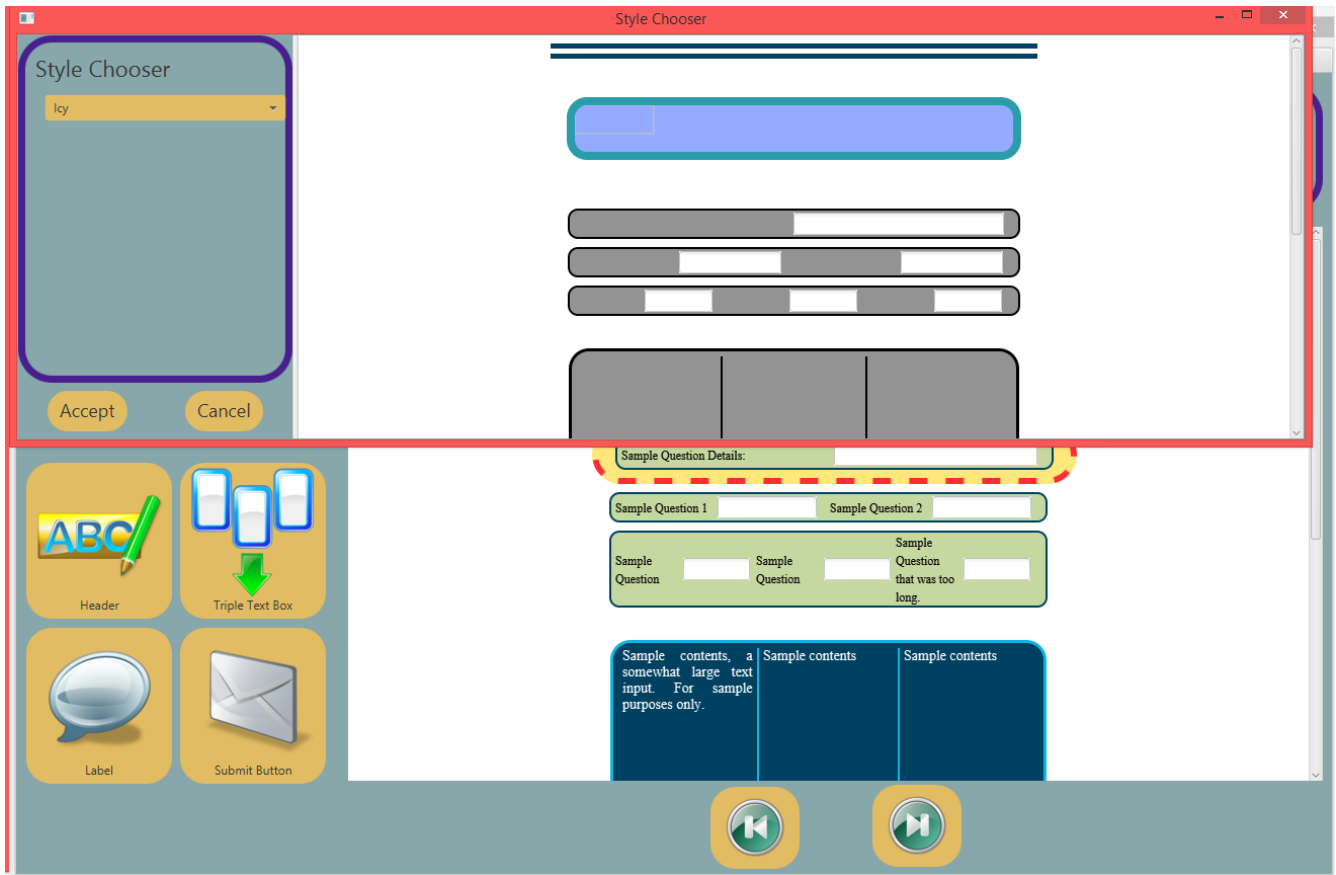 Style Chooser
Style Chooser
Icy
Accept
Cancel
Sample Question Details:
Sample Question 1
Sample Question 2
Sample
Question
Sample
Question
Sample
Question
that was too
long.
Sample contents, a
somewhat large text
input. For sample
purposes only.
Sample contents
Sample contents
ABC
Header
Triple Text Box
Label
Submit Button